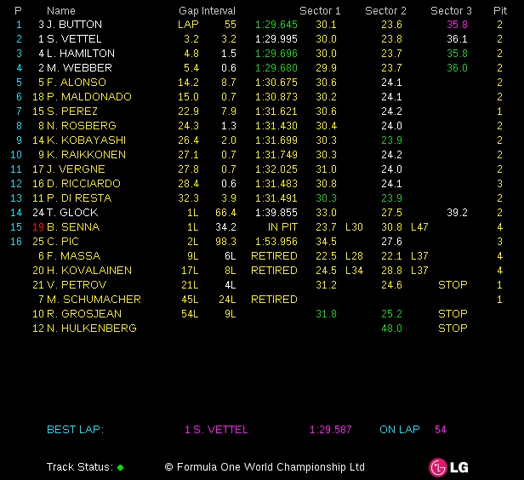 P Name Gap Interval Sector 1 Sector 2 Sector 3 Pit
1 3 J. BUTTON LAP 55 1:29.645 30.1 23.6 35.8 2
2 1 S. VETTEL 3.2 3.2 1:29.995 30.0 23.8 36.1 2
3 4 L. HAMILTON 4.8 1.5 1:29.696 30.0 23.7 35.8 2
4 2 M. WEBBER 5.4 0.6 1:29.680 29.9 23.7 36.0 2
5 5 F. ALONSO 14.2 8.7 1:30.675 30.6 24.1 2
6 18 P. MALDONADO 15.0 0.7 1:30.873 30.2 24.1 2
7 15 S. PEREZ 22.9 7.9 1:31.621 30.6 24.2 1
8 8 N. ROSBERG 24.3 1.3 1:31.430 30.4 24.0 2
9 14 K. KOBAYASHI 26.4 2.0 1:31.699 30.3 23.9 2
10 9 K. RAIKKONEN 27.1 0.7 1:31.749 30.3 24.2 2
11 17 J. VERGNE 27.8 0.7 1:32.025 31.0 24.0 2
12 16 D. RICCIARDO 28.4 0.6 1:31.483 30.8 24.1 3
13 11 P. DI RESTA 32.3 3.9 1:31.491 30.3 23.9 2
14 24 T. GLOCK 1L 66.4 1:39.855 33.0 27.5 39.2 2
15 19 B. SENNA 1L 34.2 IN PIT 23.7 L30 30.8 L47 4
16 25 C. PIC 2L 98.3 1:53.956 34.5 27.6 3
6 F. MASSA 9L 6L RETIRED 22.5 L28 22.1 L37 4
20 H. KOVALAINEN 17L 8L RETIRED 24.5 L34 28.8 L37 4
21 V. PETROV 21L 4L 31.2 24.6 STOP 1
7 M. SCHUMACHER 45L 24L RETIRED 1
10 R. GROSJEAN 54L 9L 31.8 25.2 STOP
12 N. HULKENBERG 48.0 STOP
BEST LAP: 1 S. VETTEL 1:29.587 ON LAP 54
Track Status: © Formula One World Championship Ltd LG